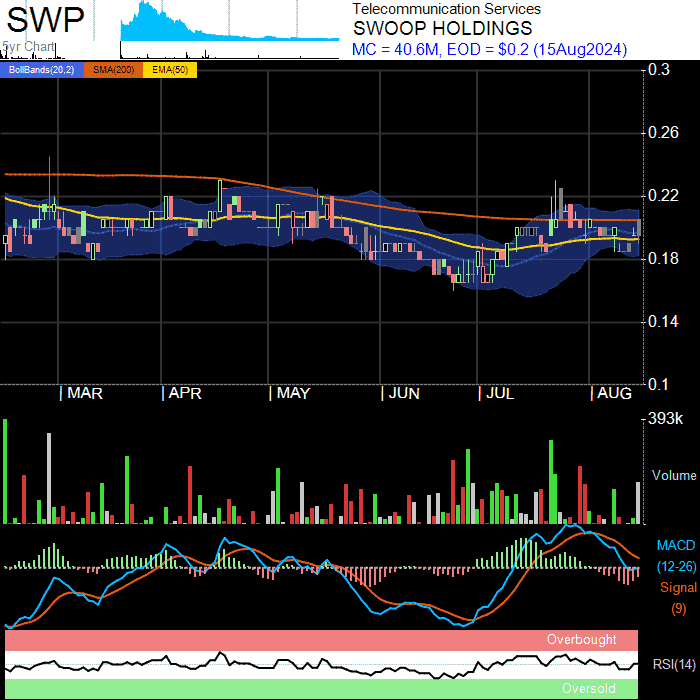 SWP
5yr Chart
Telecommunication Services
SWOOP HOLDINGS
MC = 40.6M, EOD = $0.2 (15Aug2024)
BollBands(20,2) SMA(200) EMA(50)
0.3
0.26
0.22
0.18
0.14
0.1
MAR APR MAY JUN JUL AUG
393k
Volume
MACD
(12-26)
Signal
(9)
Overbought
RSI(14)
Oversold